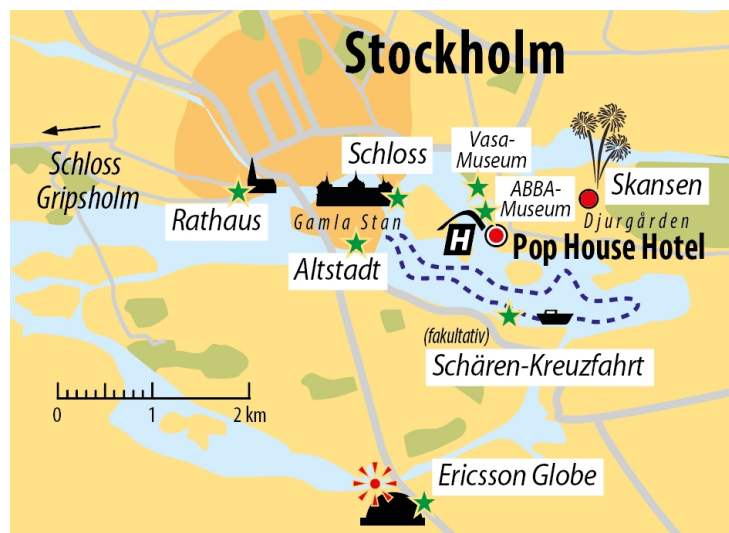 Stockholm
Schloss
Gripsholm
Rathaus
Schloss
Gamla Stan
Altstadt
Vasa-
Museum
ABBA-
Museum
Skansen
Djurgården
H
Pop House Hotel
(fakultativ)
Schären-Kreuzfahrt
0 1 2 km
Ericsson Globe